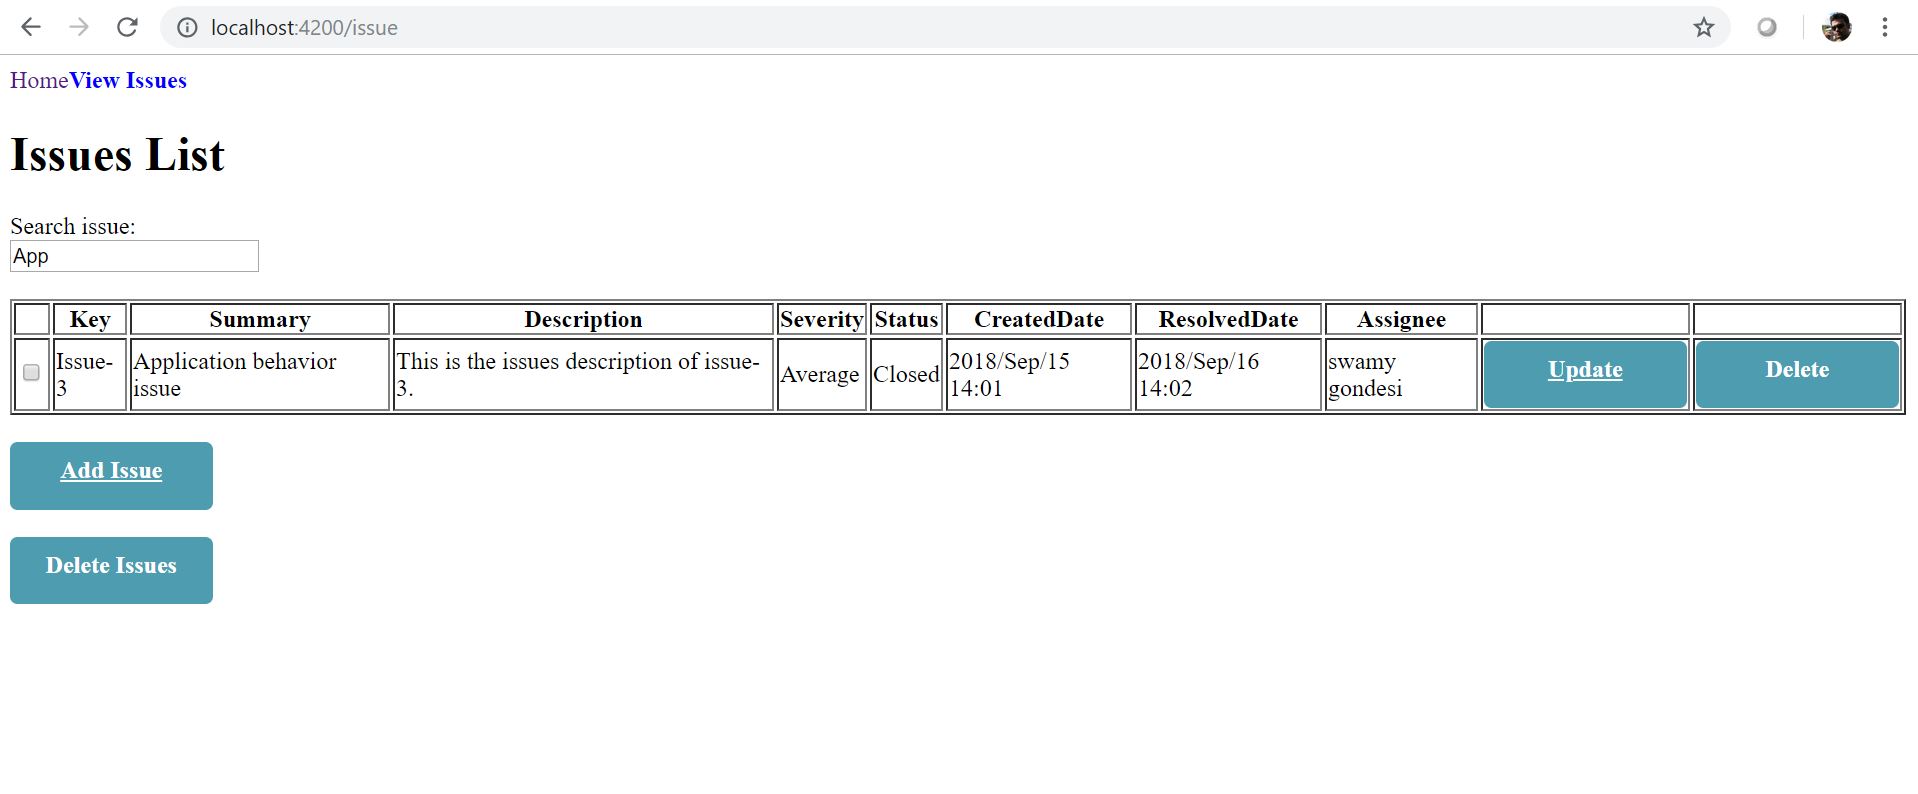 localhost:4200/issue
HomeView Issues
Issues List
Search issue:
App
Key Summary Description Severity Status CreatedDate ResolvedDate Assignee
Issue- Application behavior This is the issues description of issue- Average Closed 2018/Sep/15 2018/Sep/16 swamy Update Delete
3 issue 3. 14:01 14:02 gondesi
Add Issue
Delete Issues